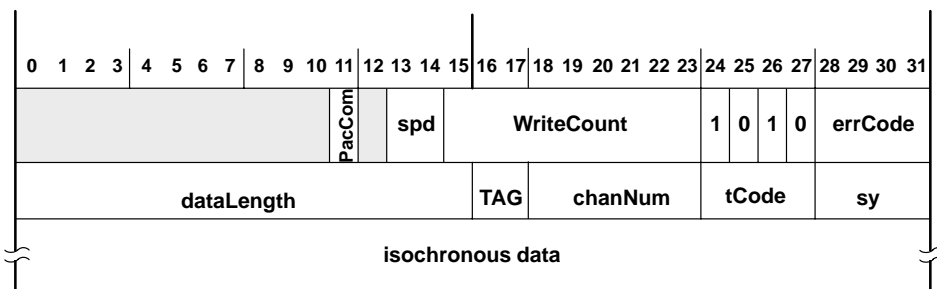 0 1 2 3 4 5 6 7 8 9 10 11 12 13 14 15 16 17 18 19 20 21 22 23 24 25 26 27 28 29 30 31
PacCom spd WriteCount 1 0 1 0 errCode
dataLength TAG chanNum tCode sy
isochronous data